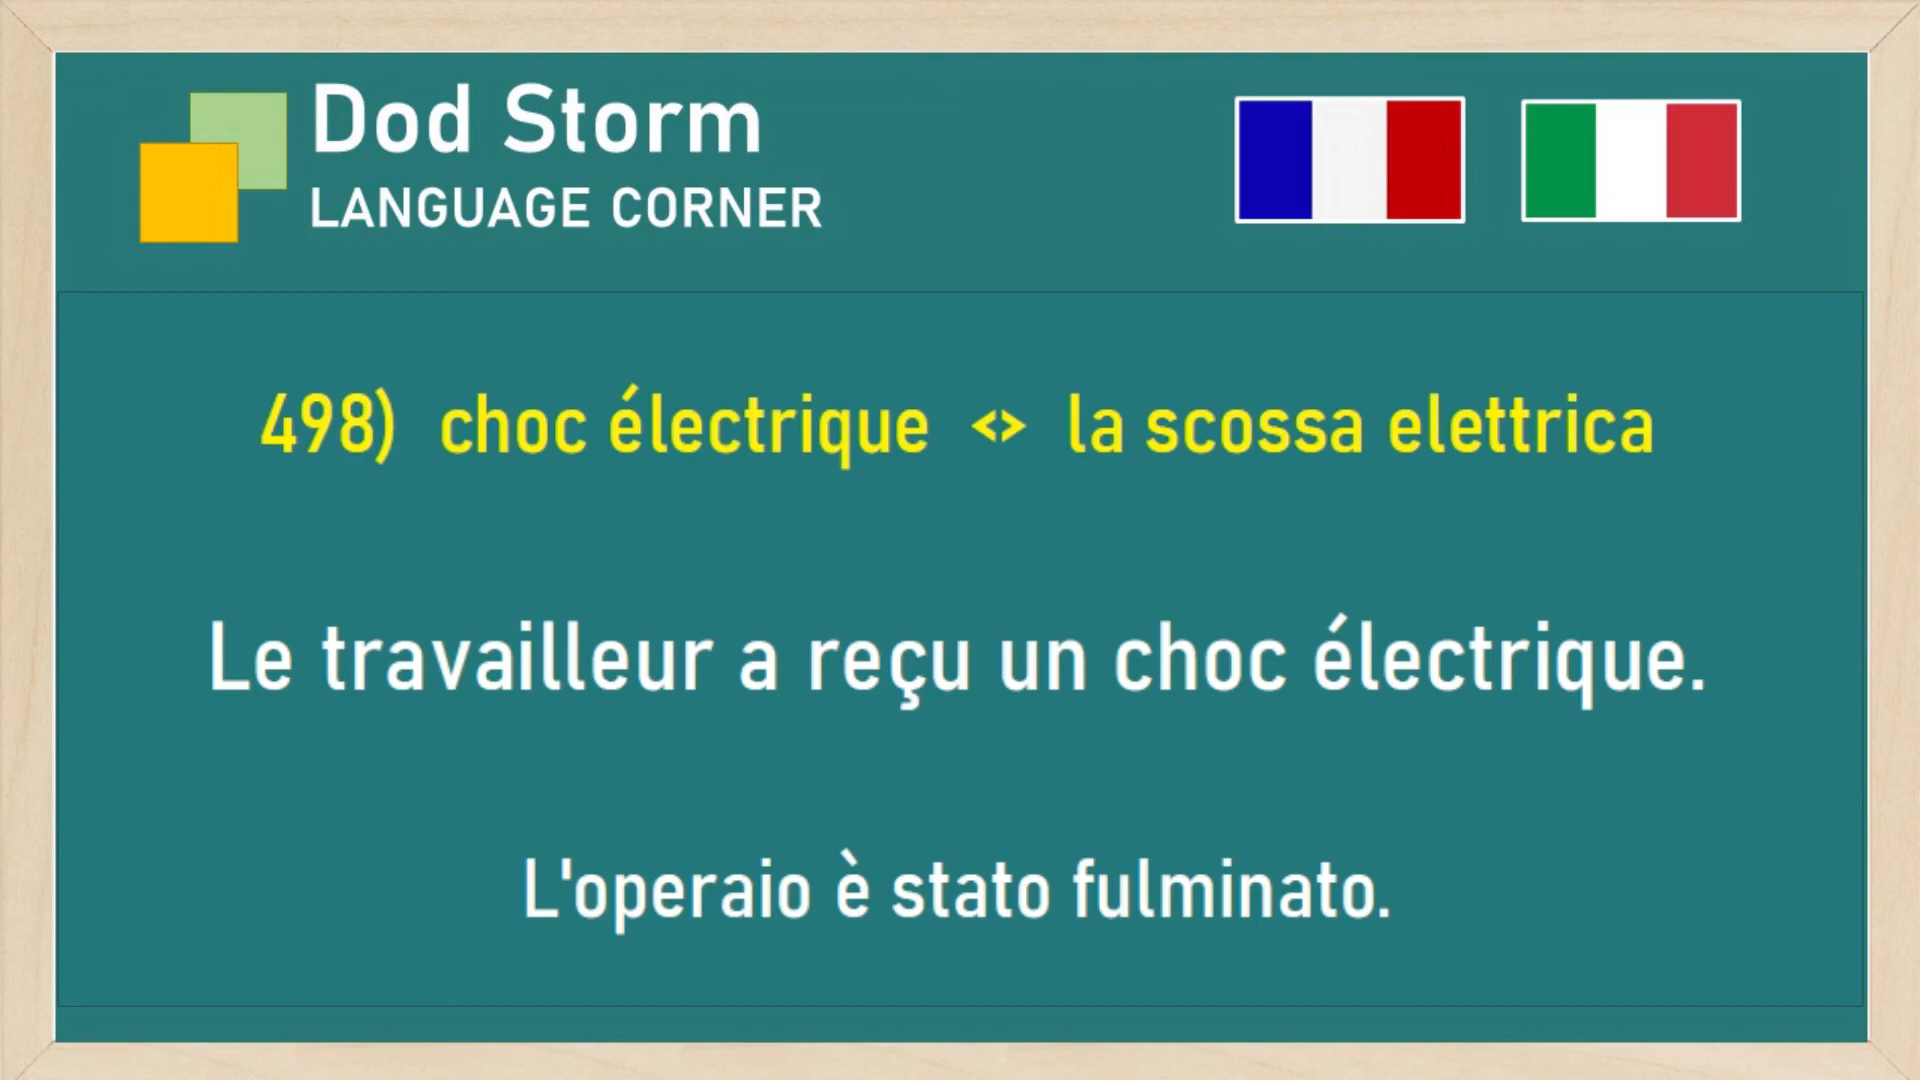 Dod Storm
LANGUAGE CORNER
498) choc électrique <> la scossa elettrica
Le travailleur a reçu un choc électrique.
L'operaio è stato fulminato.